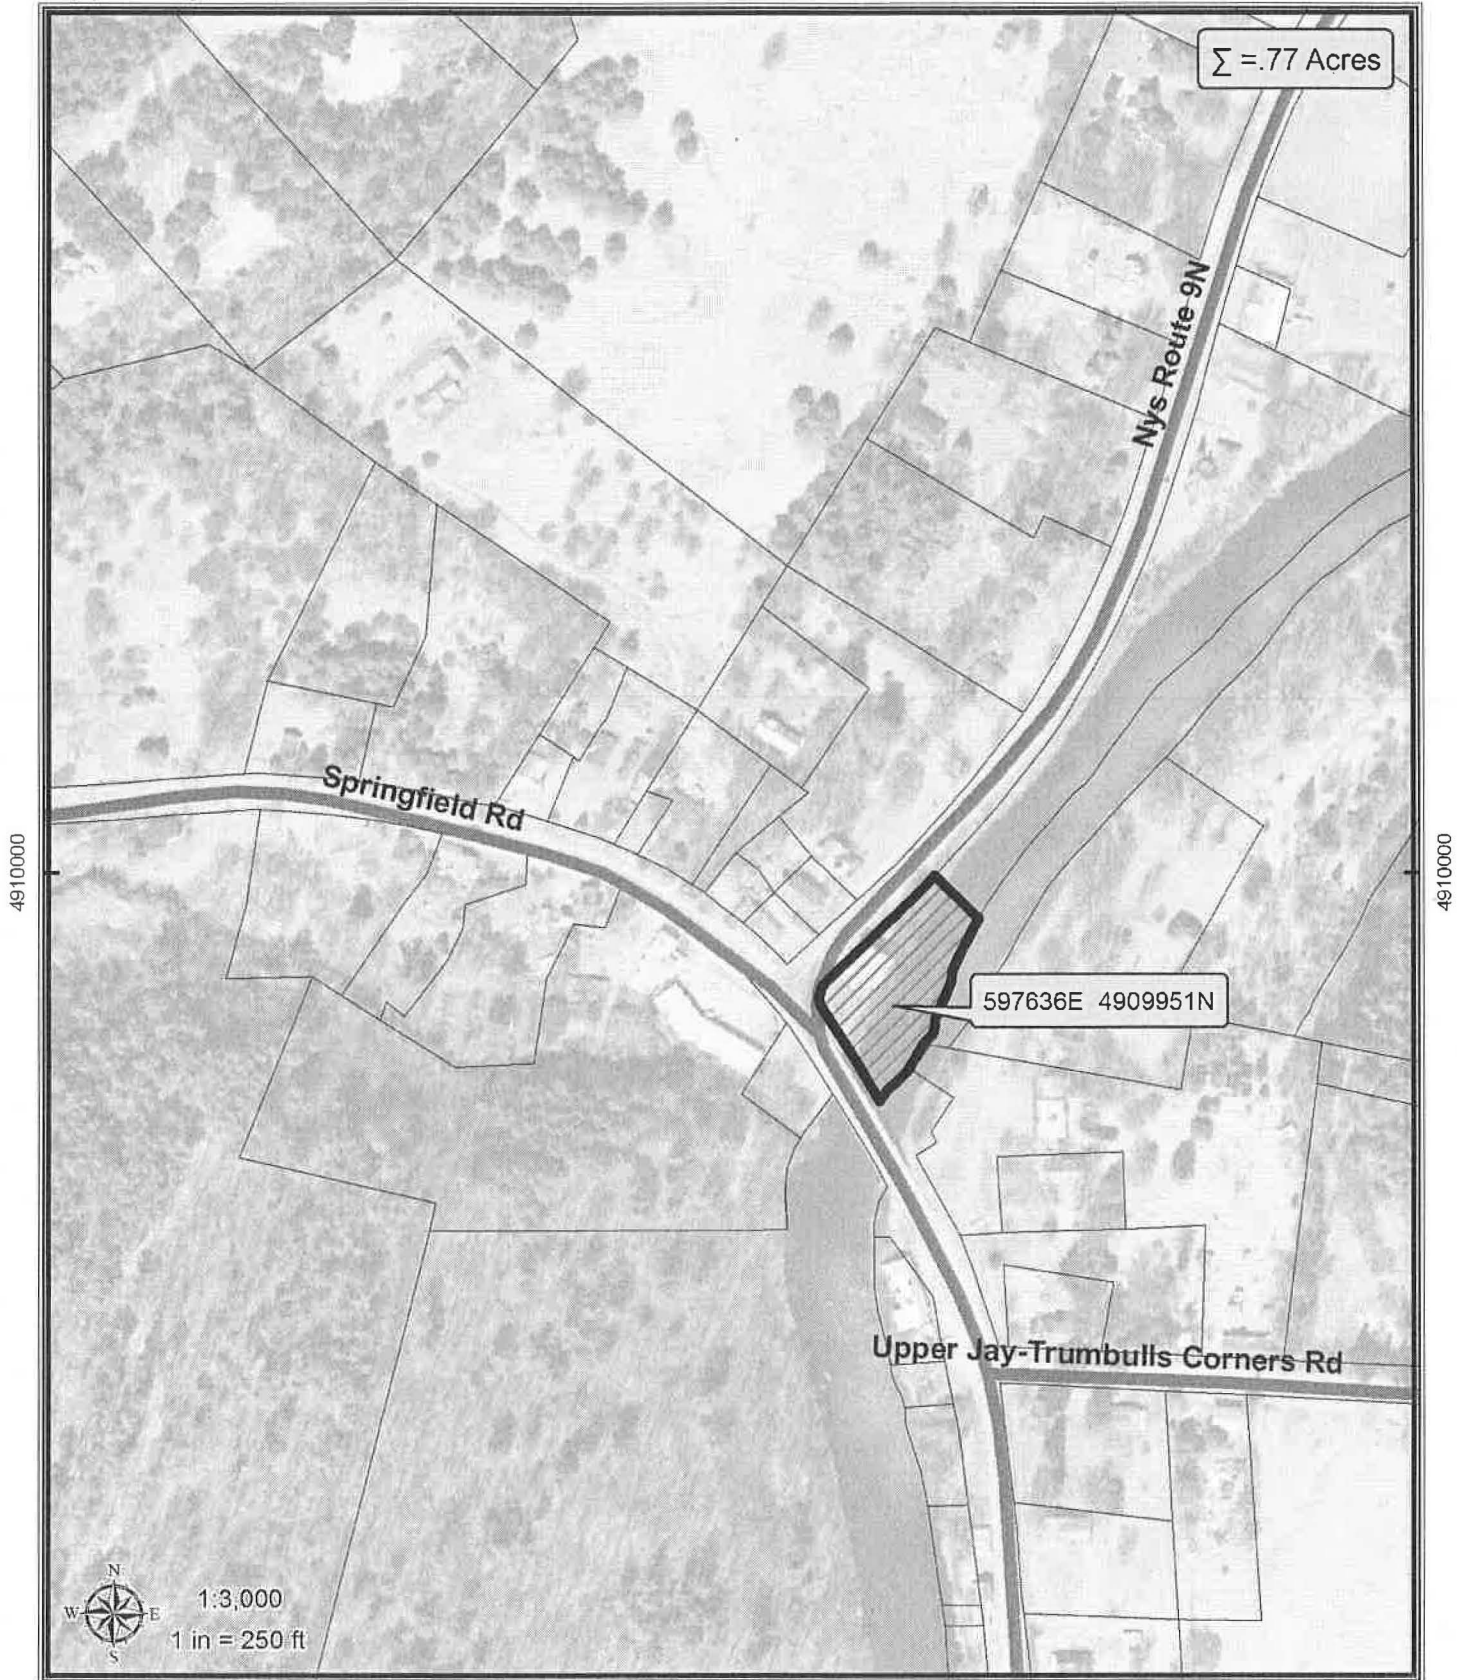 ∑ =.77 Acres
Nys Route 9N
Springfield Rd
4910000
4910000
597636E 4909951N
Upper Jay-Trumbulls Corners Rd
N
W
E
S
1:3,000
1 in = 250 ft